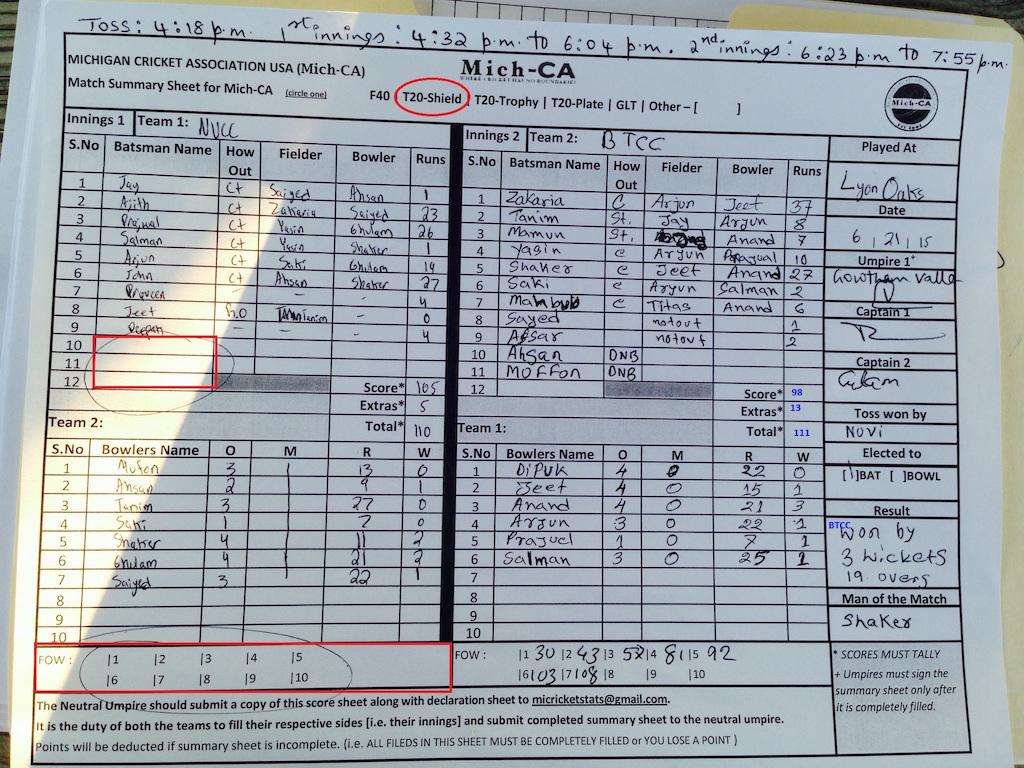 TOSS: 4:18 p.m. 1st innings: 4:32 p.m. to 6:04 p.m. 2nd innings: 6:23 p.m. to 7:55 p.m.
MICHIGAN CRICKET ASSOCIATION USA (Mich-CA)
Mich-CA
WHERE CRICKET HAS NO BOUNDARIES
Match Summary Sheet for Mich-CA (circle one) F40 | T20-Shield | T20-Trophy | T20-Plate | GLT | Other – [ ]
Mich-CA
Innings 1 Team 1: NVCC
S.No Batsman Name How Out Fielder Bowler Runs
1 Jay Ct Saiyed Ahsan 1
2 Ajith Ct Zakaria Saiyed 23
3 Prajual Ct Yasin Ghulam 26
4 Salman Ct Yasin Shaker 1
5 Arjun Ct Saki Ghulam 14
6 John Ct Ahsan Shaker 27
7 Praveen – – 4
8 Jeet R.O Tanim 0
9 Deepak – – 4
10
11
12
Score* 105
Extras* 5
Total* 110
Team 2:
S.No Bowlers Name O M R W
1 Mufon 3 13 0
2 Ahsan 2 9 1
3 Tanim 3 27 0
4 Saki 1 7 0
5 Shaker 4 11 2
6 Ghulam 4 21 2
7 Saiyed 3 22 1
8
9
10
FOW : |1 |2 |3 |4 |5
|6 |7 |8 |9 |10
Innings 2 Team 2: BTCC
S.No Batsman Name How Out Fielder Bowler Runs
1 Zakaria C Arjun Jeet 37
2 Tanim St. Jay Arjun 8
3 Mamun St. Anand 7
4 Yasin c Arjun Prajual 10
5 Shaker c Jeet Anand 27
6 Saki c Arjun Salman 2
7 Mahbub c Titas Anand 6
8 Sayed notout 1
9 Afsar notout 2
10 Ahsan DNB
11 MOFFON DNB
12
Score* 98
Extras* 13
Total* 111
Team 1:
S.No Bowlers Name O M R W
1 DIPUK 4 0 22 0
2 Jeet 4 0 15 1
3 Anand 4 0 21 3
4 Arjun 3 0 22 1
5 Prajuel 1 0 7 1
6 Salman 3 0 25 1
7
8
9
10
FOW : |1 30 |2 43 |3 58 |4 81 |5 92
|6 103 |7 108 |8 |9 |10
Played At
Lyon Oaks
Date
6 | 21 | 15
Umpire 1+
Gowtham Valla
Captain 1
Captain 2
Toss won by
Novi
Elected to
[\]BAT [ ]BOWL
Result
BTCC won by
3 wickets
19 overs
Man of the Match
Shaker
* SCORES MUST TALLY
+ Umpires must sign the
summary sheet only after
it is completely filled.
The Neutral Umpire should submit a copy of this score sheet along with declaration sheet to micricketstats@gmail.com.
It is the duty of both the teams to fill their respective sides [i.e. their innings] and submit completed summary sheet to the neutral umpire.
Points will be deducted if summary sheet is incomplete. (i.e. ALL FILEDS IN THIS SHEET MUST BE COMPLETELY FILLED or YOU LOSE A POINT )